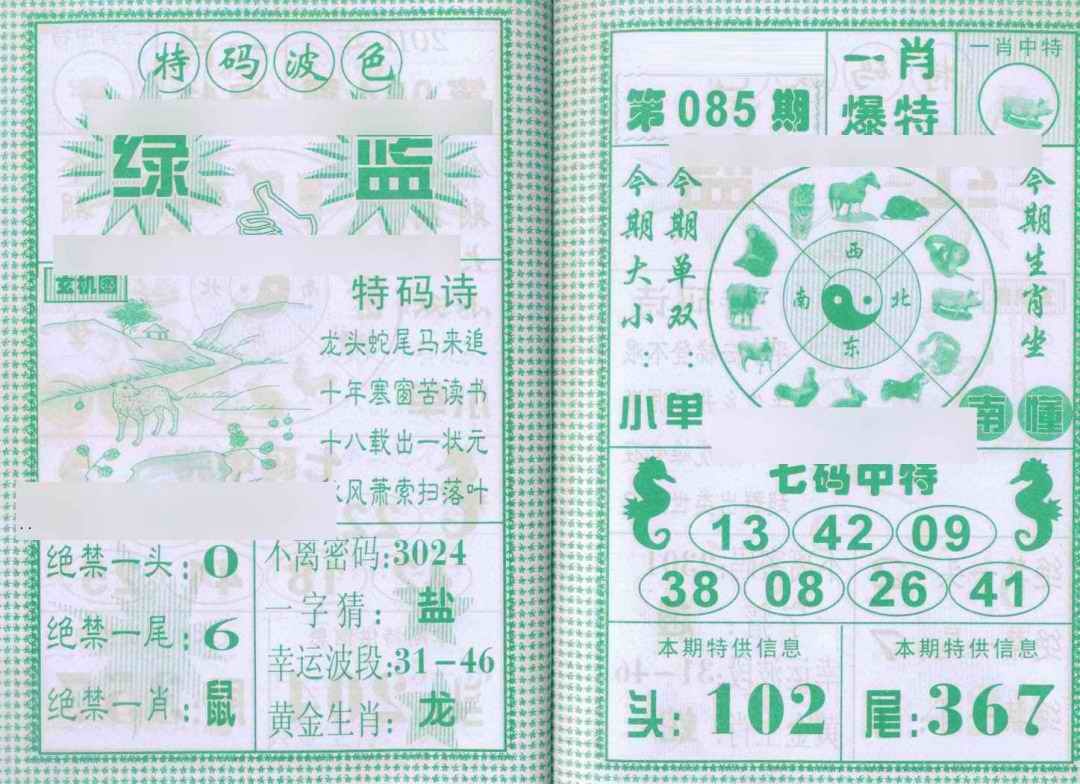 特码波色
绿 蓝
玄机图
特码诗
龙头蛇尾马来追
十年寒窗苦读书
十八载出一状元
风萧索扫落叶
绝禁一头:0
绝禁一尾:6
绝禁一肖:鼠
不离密码:3024
一字猜:盐
幸运波段:31-46
黄金生肖:龙
第085期
一肖
爆特
一肖中特
今期大小:小
今期单双:单
西
南 北
东
今期生肖坐
南
七码中特
13 42 09
38 08 26 41
本期特供信息
头:102
本期特供信息
尾:367